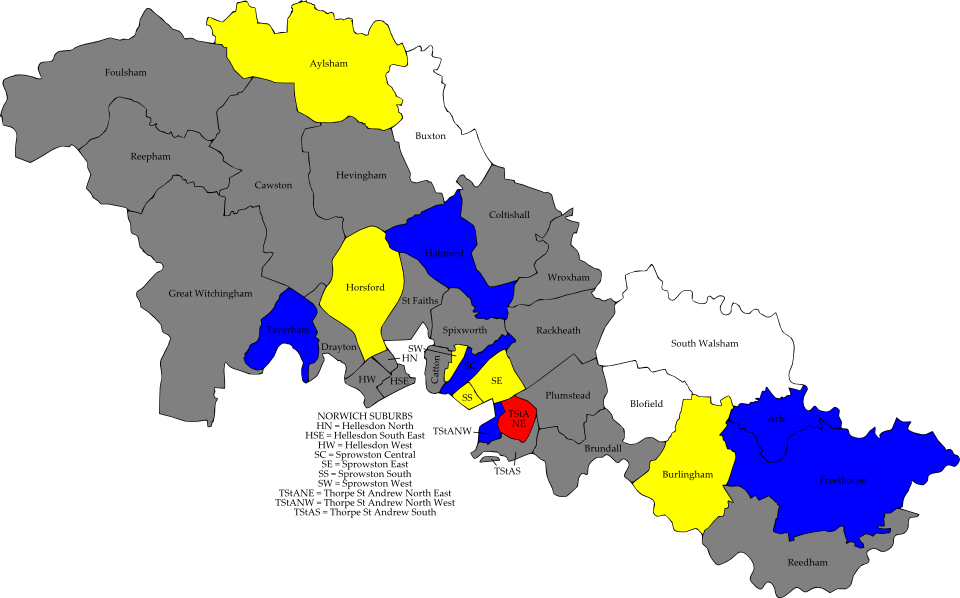 Foulsham
Aylsham
Buxton
Reepham
Cawston
Hevingham
Coltishall
Hainford
Wroxham
Great Witchingham
Horsford
St Faiths
Taverham
Drayton
Spixworth
Rackheath
South Walsham
SW
HN
Catton
SC
HW
HSE
SE
SS
Plumstead
Blofield
TStA
NE
Acle
TStANW
TStAS
Brundall
Burlingham
Freethorpe
Reedham
NORWICH SUBURBS
HN = Hellesdon North
HSE = Hellesdon South East
HW = Hellesdon West
SC = Sprowston Central
SE = Sprowston East
SS = Sprowston South
SW = Sprowston West
TStANE = Thorpe St Andrew North East
TStANW = Thorpe St Andrew North West
TStAS = Thorpe St Andrew South